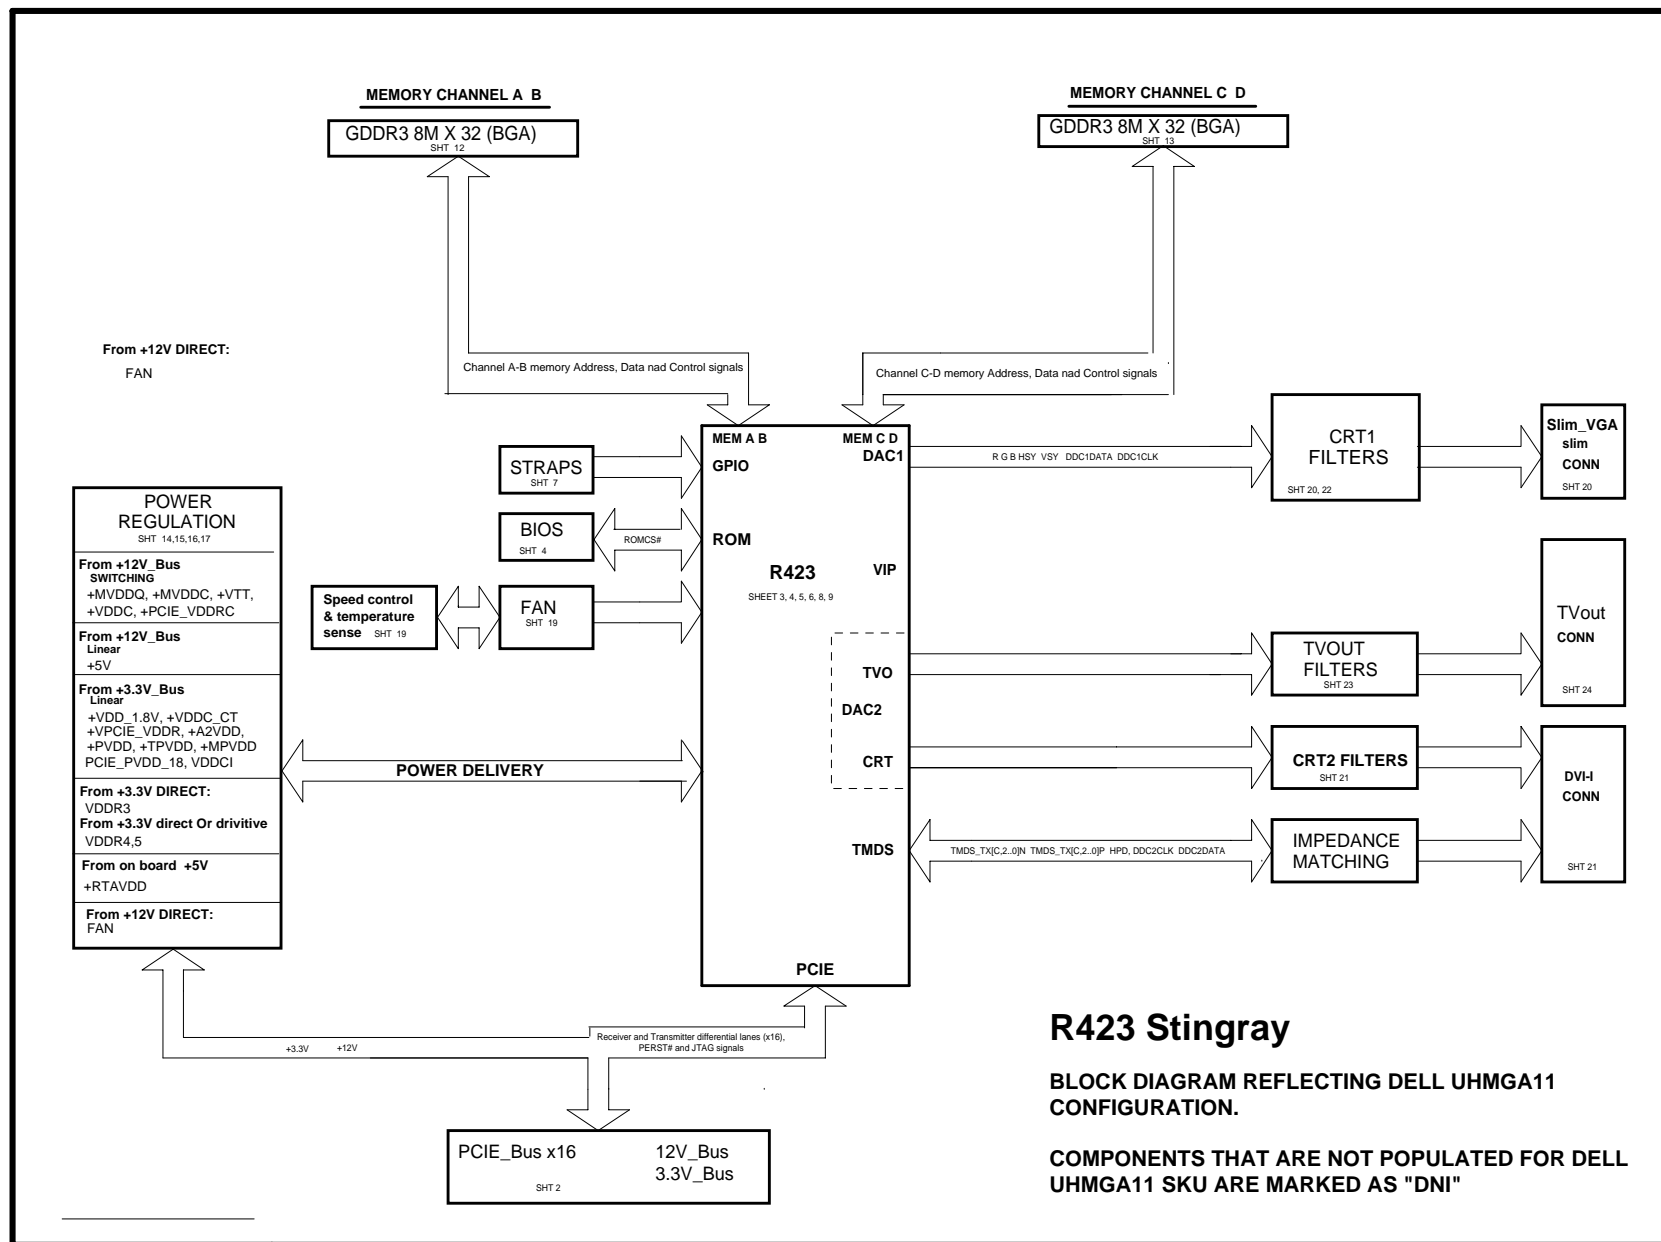 MEMORY CHANNEL A  B
GDDR3 8M X 32 (BGA)
SHT  12
MEMORY CHANNEL C  D
GDDR3 8M X 32 (BGA)
SHT  13
From +12V DIRECT:
FAN
Channel A-B memory Address, Data nad Control signals
Channel C-D memory Address, Data nad Control signals
MEM A B
MEM C D
GPIO
DAC1
ROM
R423
VIP
SHEET 3, 4, 5, 6, 8, 9
TVO
DAC2
CRT
TMDS
PCIE
STRAPS
SHT  7
BIOS
SHT  4
ROMCS#
Speed control
& temperature
sense   SHT  19
FAN
SHT  19
POWER
REGULATION
SHT  14,15,16,17
From +12V_Bus
SWITCHING
+MVDDQ, +MVDDC, +VTT,
+VDDC, +PCIE_VDDRC
From +12V_Bus
Linear
+5V
From +3.3V_Bus
Linear
+VDD_1.8V, +VDDC_CT
+VPCIE_VDDR, +A2VDD,
+PVDD, +TPVDD, +MPVDD
PCIE_PVDD_18, VDDCI
From +3.3V DIRECT:
VDDR3
From +3.3V direct Or drivitive
VDDR4,5
From on board  +5V
+RTAVDD
From +12V DIRECT:
FAN
POWER DELIVERY
R G B HSY  VSY   DDC1DATA  DDC1CLK
CRT1
FILTERS
SHT 20, 22
Slim_VGA
slim
CONN
SHT 20
TVOUT
FILTERS
SHT 23
TVout
CONN
SHT 24
CRT2 FILTERS
SHT 21
DVI-I
CONN
SHT 21
TMDS_TX[C,2..0]N  TMDS_TX[C,2..0]P  HPD, DDC2CLK  DDC2DATA
IMPEDANCE
MATCHING
+3.3V
+12V
Receiver and Transmitter differential lanes (x16),
PERST# and JTAG signals
PCIE_Bus x16
12V_Bus
3.3V_Bus
SHT 2
R423 Stingray
BLOCK DIAGRAM REFLECTING DELL UHMGA11
CONFIGURATION.
COMPONENTS THAT ARE NOT POPULATED FOR DELL
UHMGA11 SKU ARE MARKED AS "DNI"